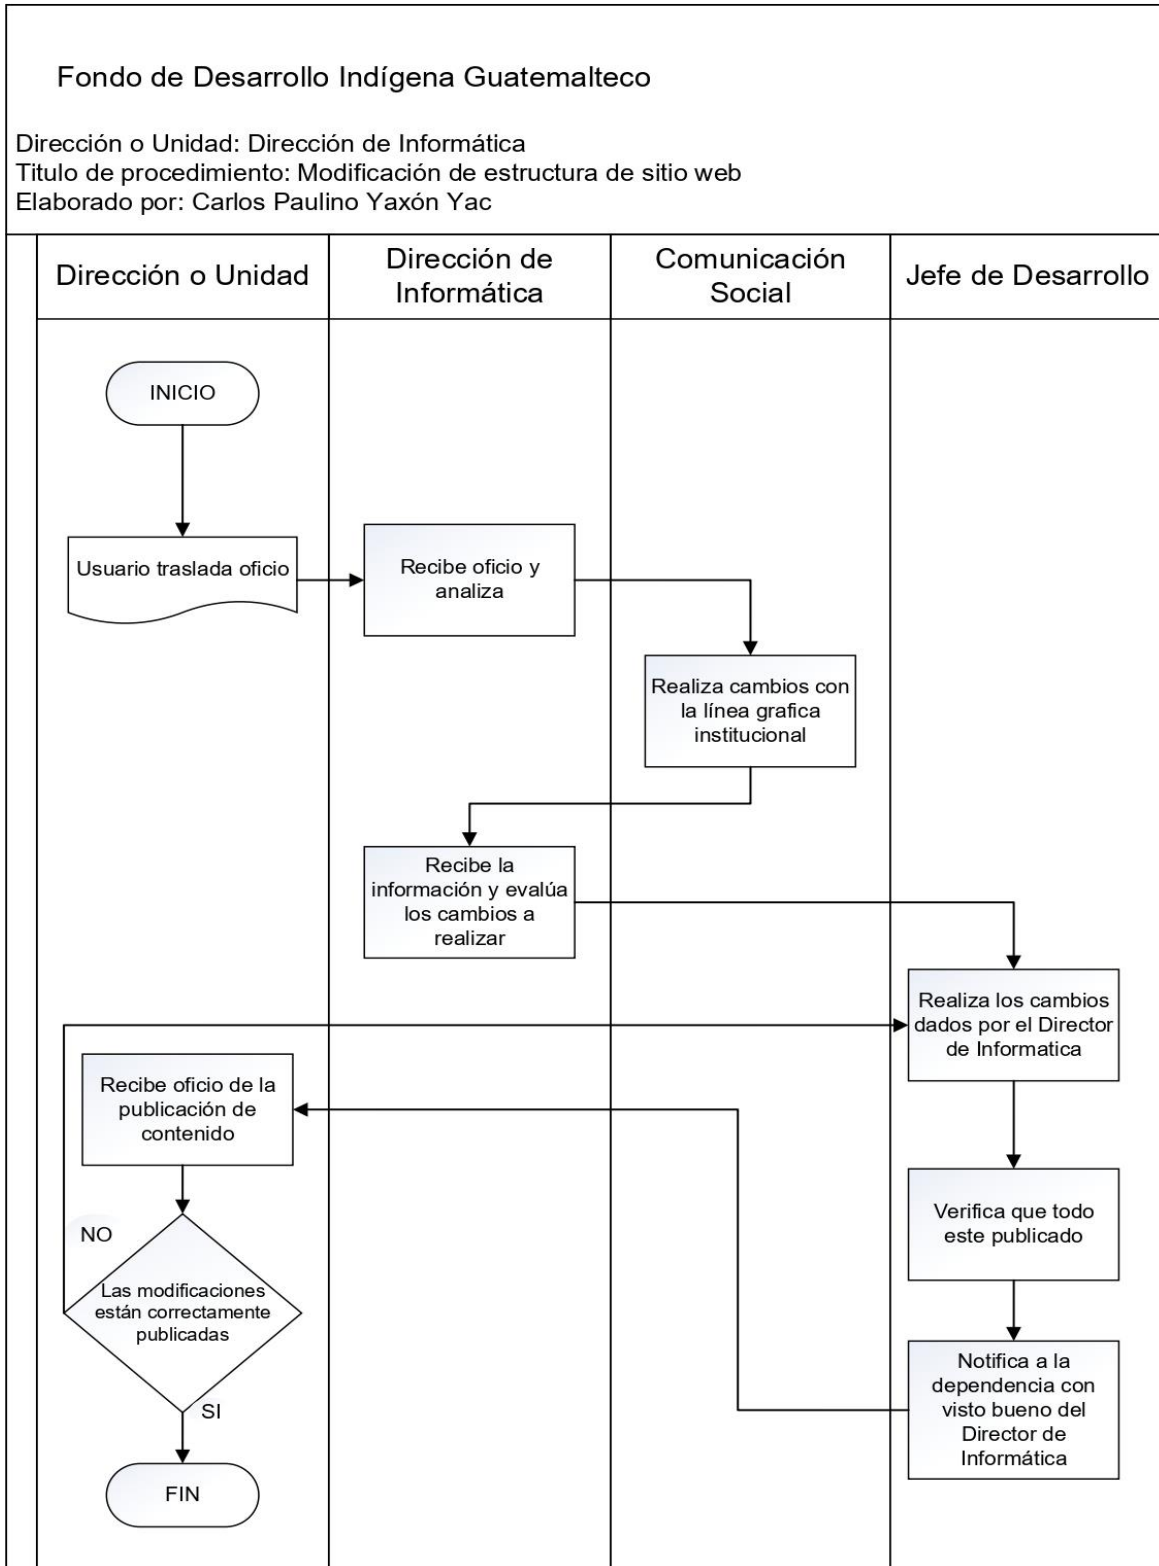 Fondo de Desarrollo Indígena Guatemalteco
Dirección o Unidad: Dirección de Informática
Titulo de procedimiento: Modificación de estructura de sitio web
Elaborado por: Carlos Paulino Yaxón Yac
Dirección o Unidad
Dirección de
Informática
Comunicación
Social
Jefe de Desarrollo
INICIO
Usuario traslada oficio
Recibe oficio y
analiza
Realiza cambios con
la línea grafica
institucional
Recibe la
información y evalúa
los cambios a
realizar
Realiza los cambios
dados por el Director
de Informatica
Recibe oficio de la
publicación de
contenido
Verifica que todo
este publicado
NO
Las modificaciones
están correctamente
publicadas
Notifica a la
dependencia con
visto bueno del
Director de
Informática
SI
FIN